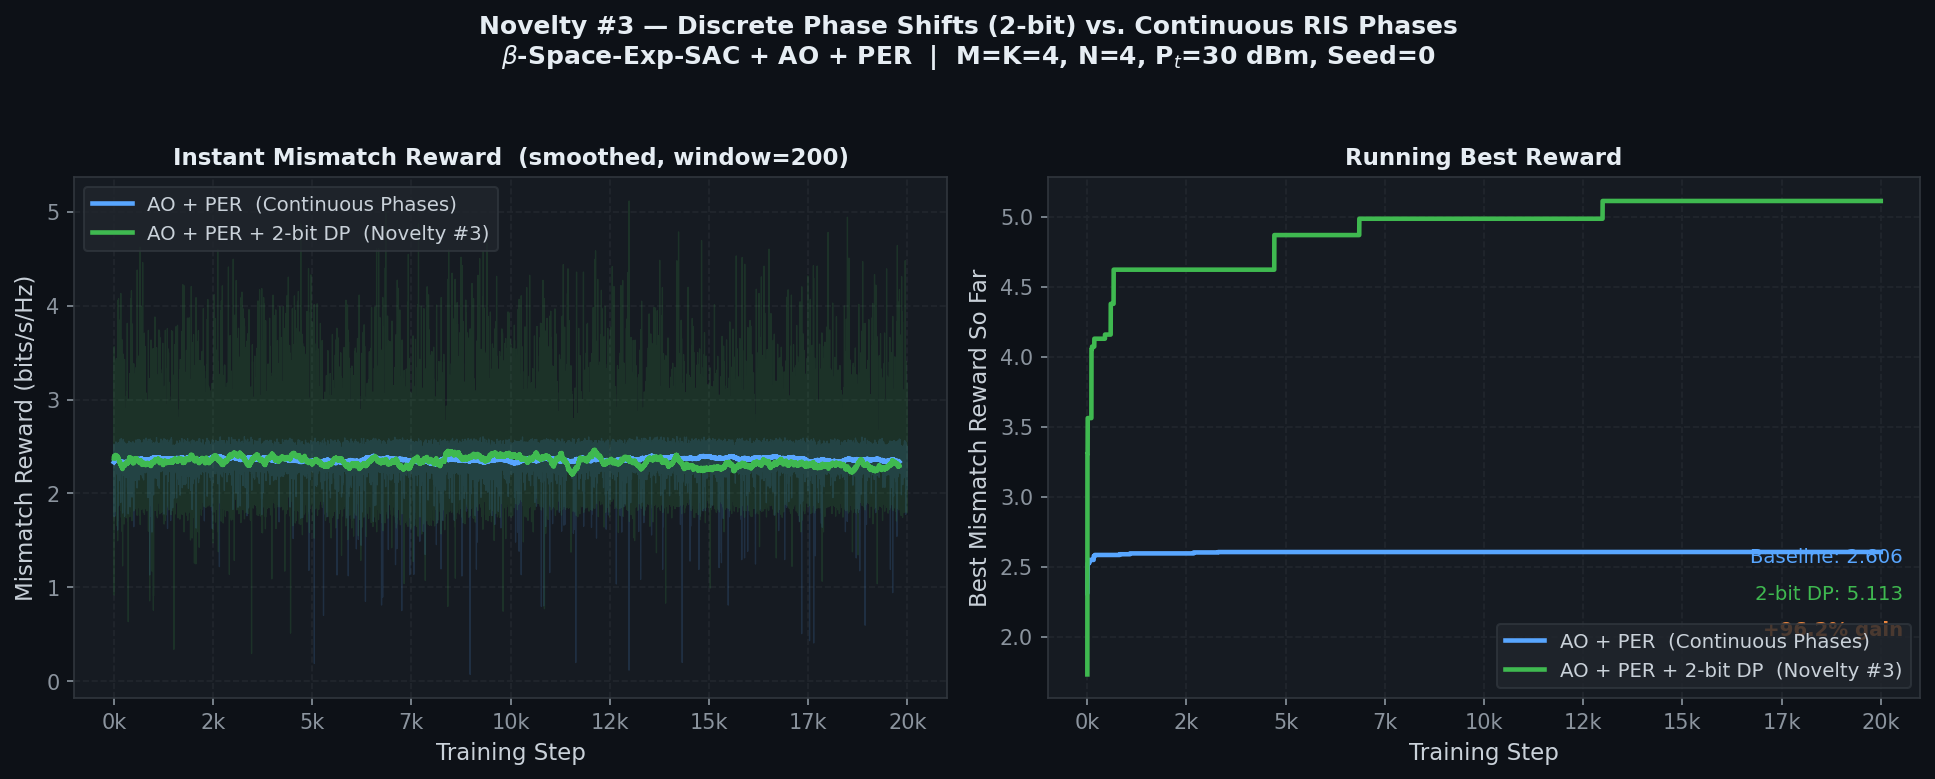 Novelty #3 — Discrete Phase Shifts (2-bit) vs. Continuous RIS Phases
β-Space-Exp-SAC + AO + PER | M=K=4, N=4, Pₜ=30 dBm, Seed=0
Instant Mismatch Reward (smoothed, window=200)
AO + PER (Continuous Phases)
AO + PER + 2-bit DP (Novelty #3)
Mismatch Reward (bits/s/Hz)
5
4
3
2
1
0
0k 2k 5k 7k 10k 12k 15k 17k 20k
Training Step
Running Best Reward
Best Mismatch Reward So Far
5.0
4.5
4.0
3.5
3.0
2.5
2.0
Baseline: 2.606
2-bit DP: 5.113
+96.2% gain
AO + PER (Continuous Phases)
AO + PER + 2-bit DP (Novelty #3)
0k 2k 5k 7k 10k 12k 15k 17k 20k
Training Step